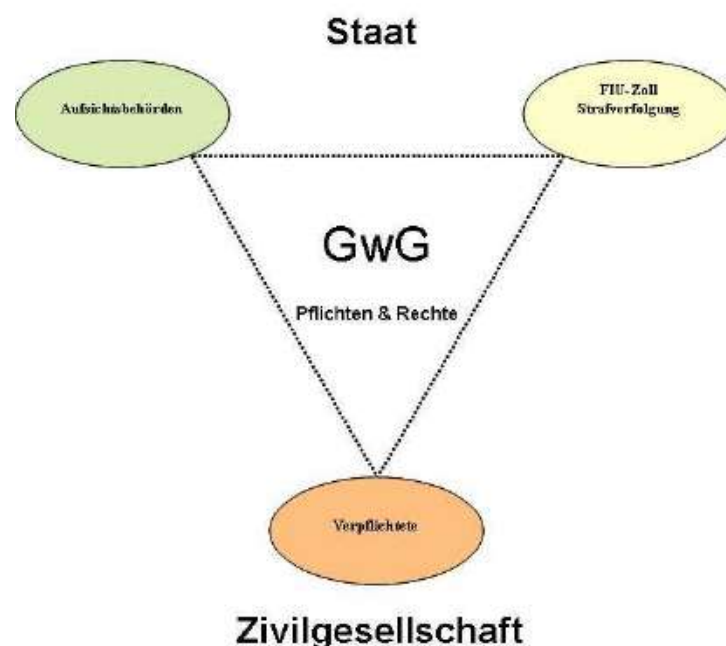 Staat
Aufsichtsbehörden
FIU-Zoll
Strafverfolgung
GwG
Pflichten & Rechte
Verpflichtete
Zivilgesellschaft